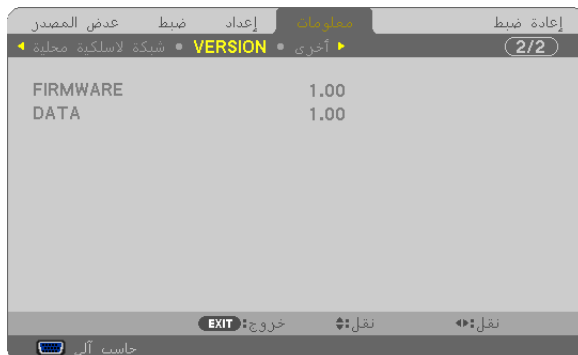 عدض المصدر ضبط إعداد معلومات إعادة ضبط
شبكة لاسلكية محلية • VERSION • أخرى 2/2
FIRMWARE 1.00
DATA 1.00
EXIT:خروج نقل: نقل:
حاسب آلي